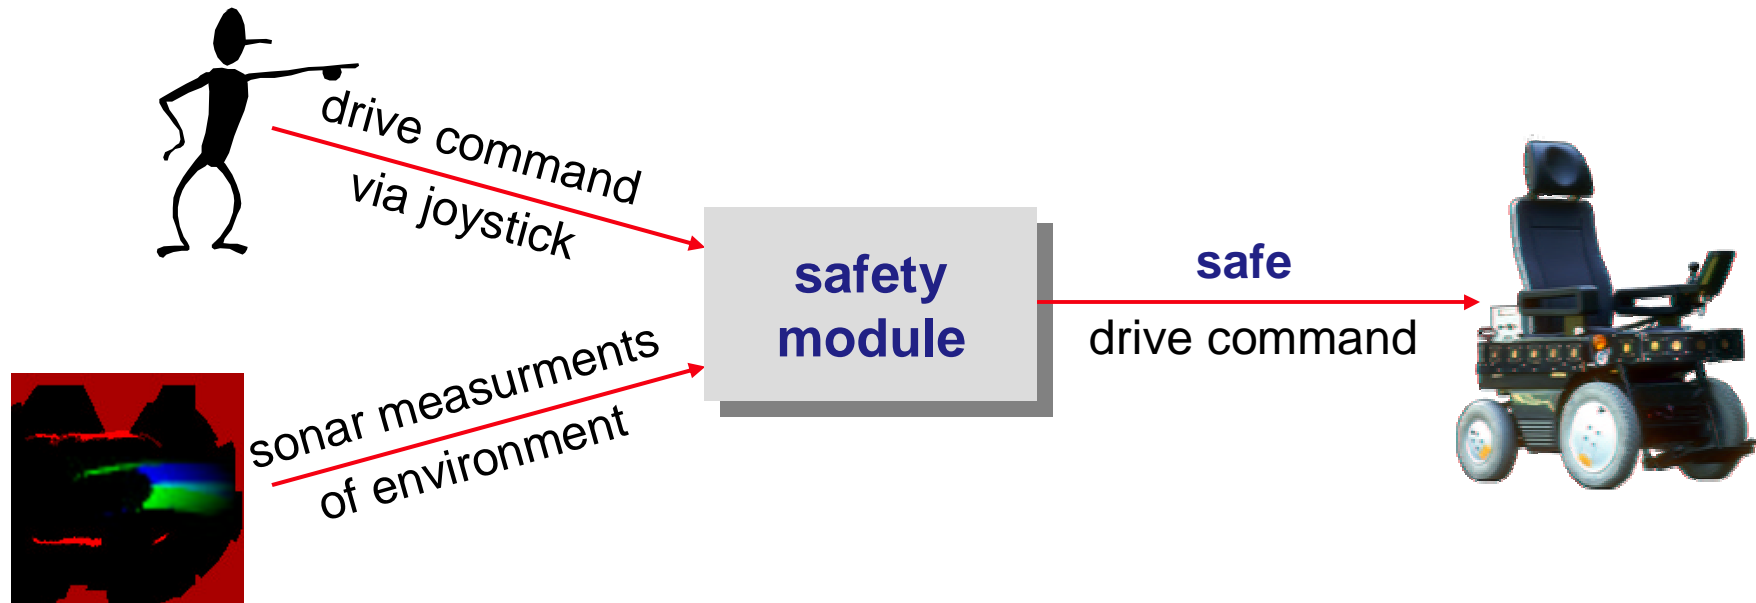 drive command
via joystick
sonar measurments
of environment
safety
module
safe
drive command